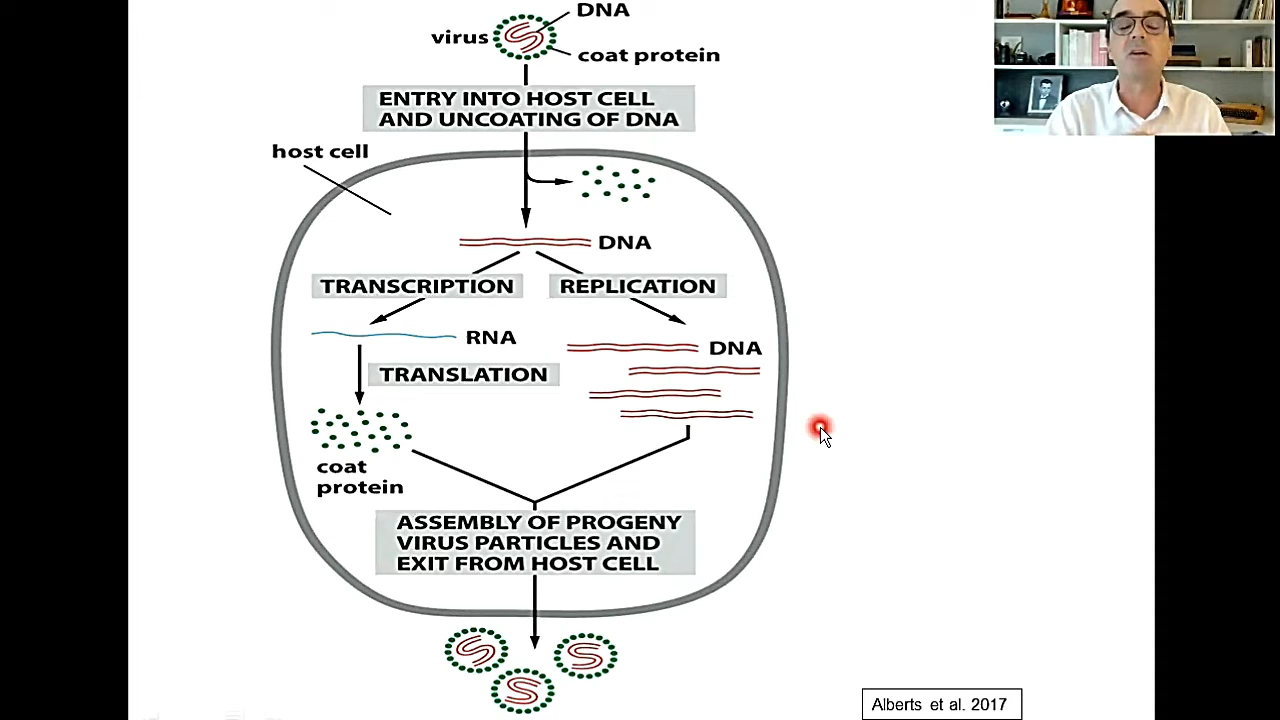 DNA
virus
coat protein
ENTRY INTO HOST CELL
AND UNCOATING OF DNA
host cell
DNA
TRANSCRIPTION
REPLICATION
RNA
DNA
TRANSLATION
coat
protein
ASSEMBLY OF PROGENY
VIRUS PARTICLES AND
EXIT FROM HOST CELL
Alberts et al. 2017